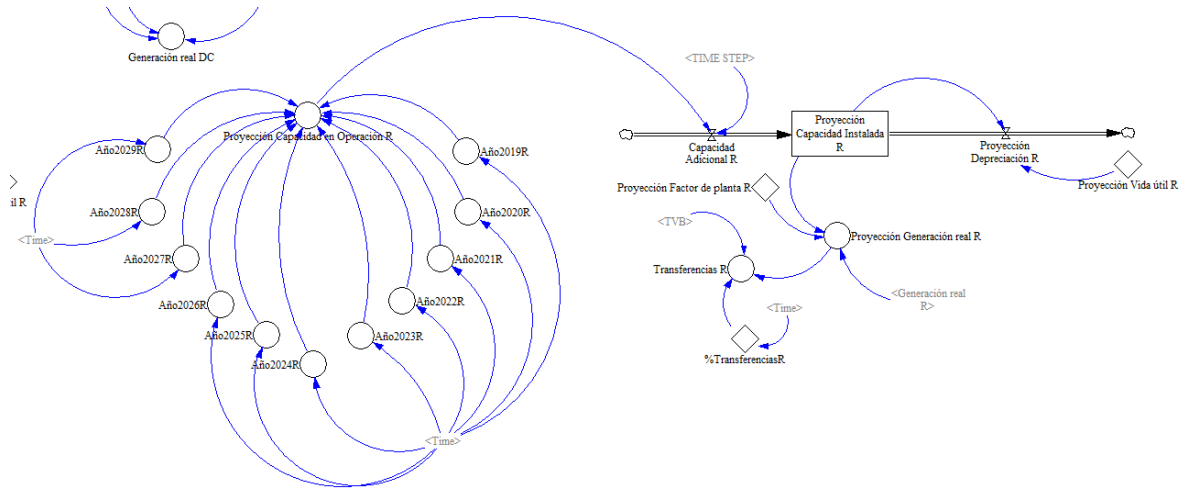 Generación real DC
<TIME STEP>
Proyección
Capacidad Instalada
R
Capacidad
Adicional R
Proyección
Depreciación R
Proyección Vida útil R
Proyección Capacidad en Operación R
Año2029R
Año2019R
Proyección Factor de planta R
il R
Año2028R
Año2020R
<Time>
<TVB>
Proyección Generación real R
Año2027R
Año2021R
Transferencias R
Año2026R
Año2022R
<Generación real
R>
<Time>
Año2025R
Año2023R
Año2024R
%TransferenciasR
<Time>